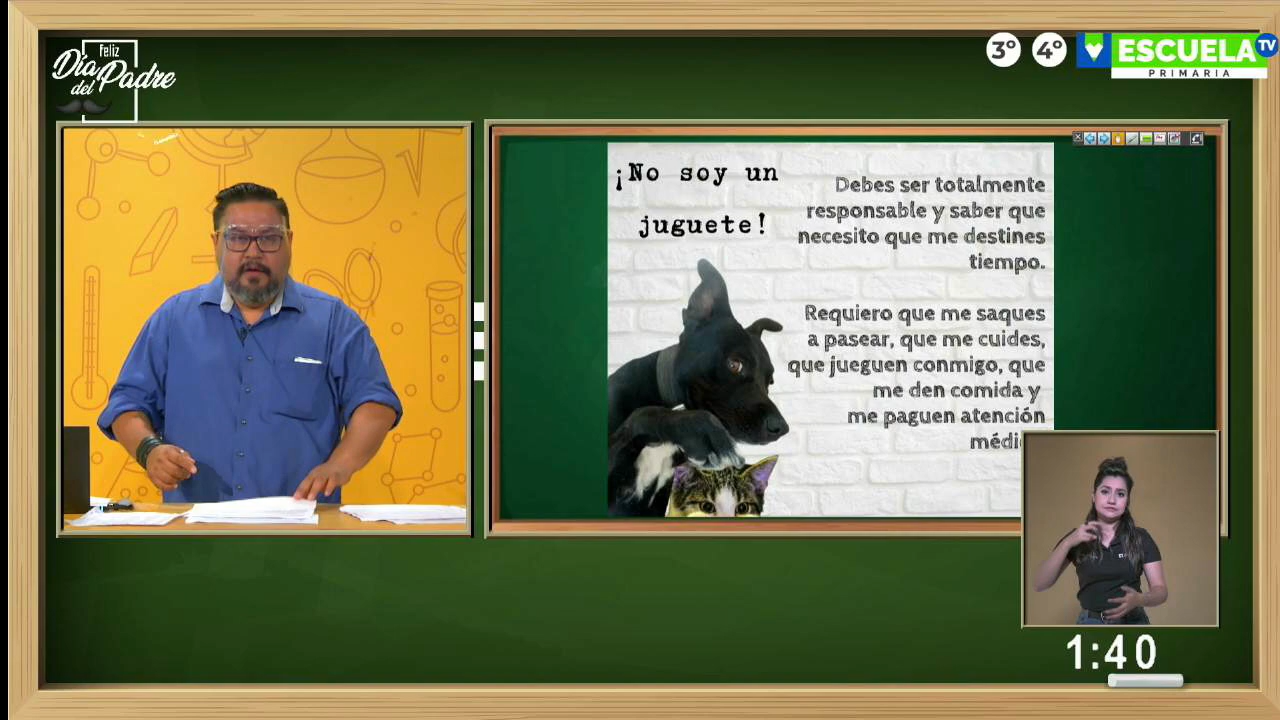 Feliz
Día
del Padre
3º 4º ESCUELA TV
PRIMARIA
¡No soy un
juguete!
Debes ser totalmente
responsable y saber que
necesito que me destines
tiempo.
Requiero que me saques
a pasear, que me cuides,
que jueguen conmigo, que
me den comida y
me paguen atención
1:40